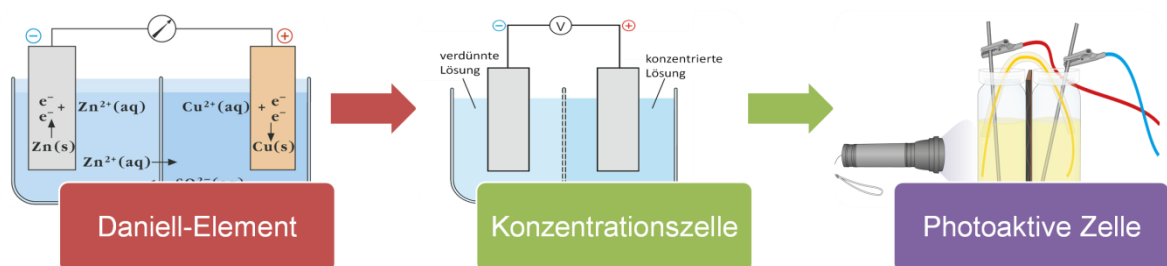 ⊖
⊕
e⁻
e⁻ +
Zn²⁺(aq)
Cu²⁺(aq) + e⁻
e⁻
Zn(s)
Cu(s)
Zn²⁺(aq)
Daniell-Element
⊖
V
⊕
verdünnte
Lösung
konzentrierte
Lösung
Konzentrationszelle
Photoaktive Zelle